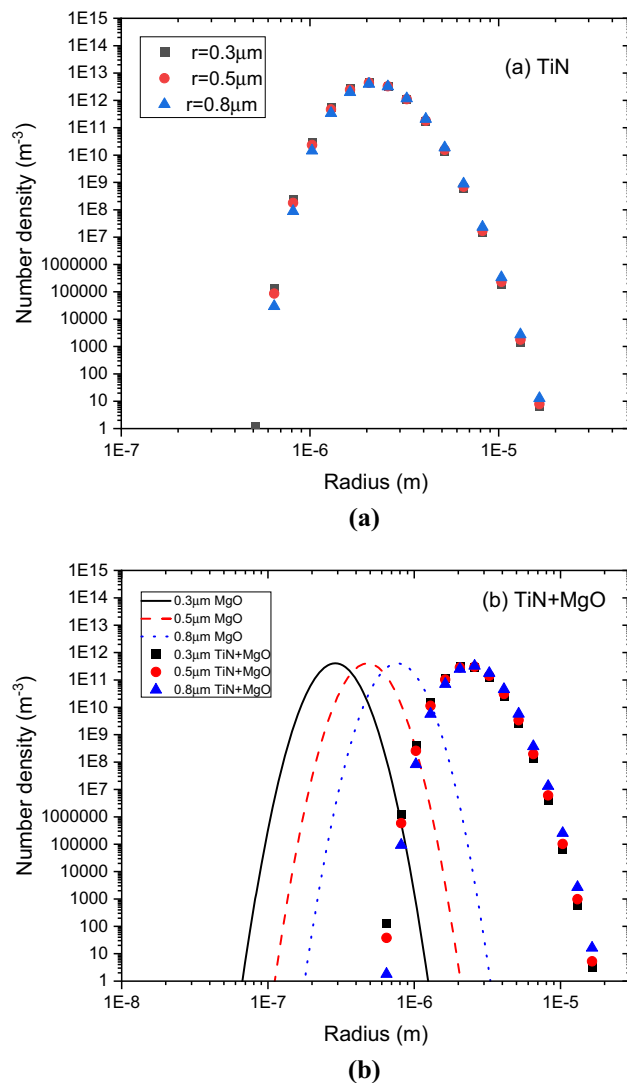 (a) TiN
r=0.3μm
r=0.5μm
r=0.8μm
Number density (m⁻³)
1E15
1E14
1E13
1E12
1E11
1E10
1E9
1E8
1E7
1000000
100000
10000
1000
100
10
1
1E-7 1E-6 1E-5
Radius (m)
(a)
(b) TiN+MgO
0.3μm MgO
0.5μm MgO
0.8μm MgO
0.3μm TiN+MgO
0.5μm TiN+MgO
0.8μm TiN+MgO
Number density (m⁻³)
1E15
1E14
1E13
1E12
1E11
1E10
1E9
1E8
1E7
1000000
100000
10000
1000
100
10
1
1E-8 1E-7 1E-6 1E-5
Radius (m)
(b)